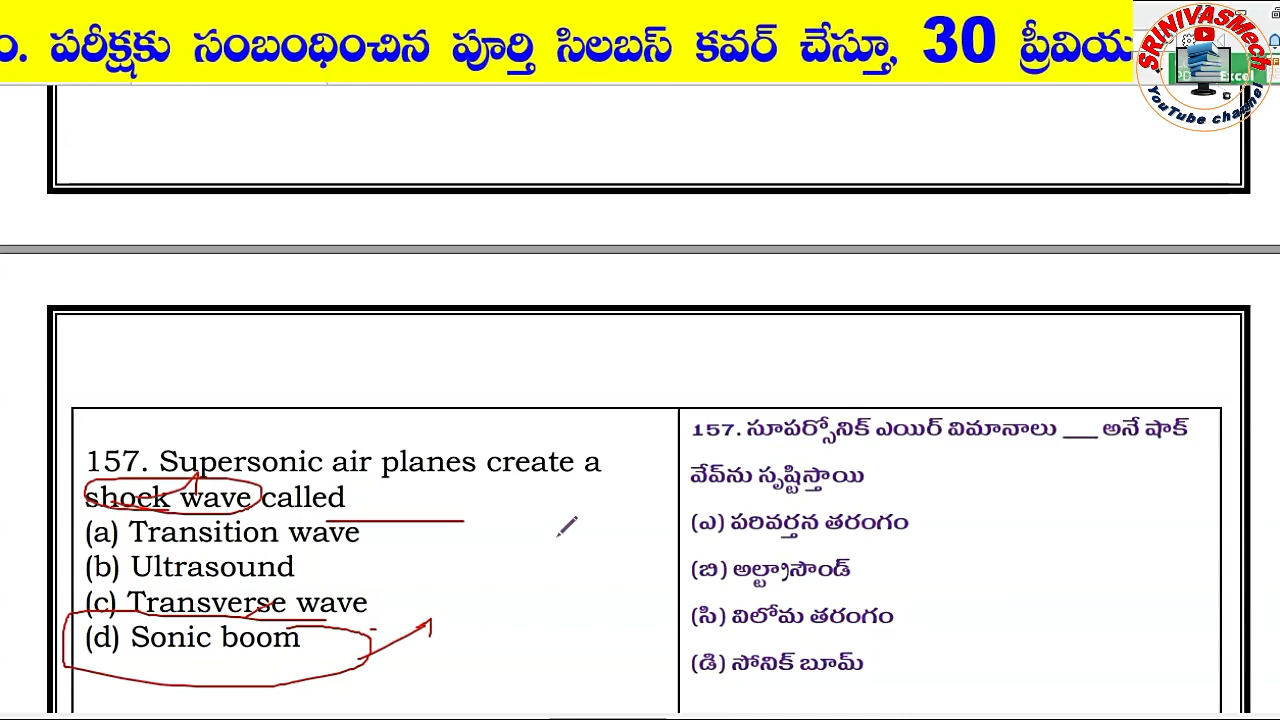 ం. పరీక్షకు సంబంధించిన పూర్తి సిలబస్ కవర్ చేస్తూ, 30 ప్రీవియ
SRINIVASMech
Excel
YouTube channel
157. Supersonic air planes create a
shock wave called
(a) Transition wave
(b) Ultrasound
(c) Transverse wave
(d) Sonic boom
157. సూపర్సోనిక్ ఎయిర్ విమానాలు ___ అనే షాక్
వేవ్‌ను సృష్టిస్తాయి
(ఎ) పరివర్తన తరంగం
(బి) అల్ట్రాసౌండ్
(సి) విలోమ తరంగం
(డి) సోనిక్ బూమ్